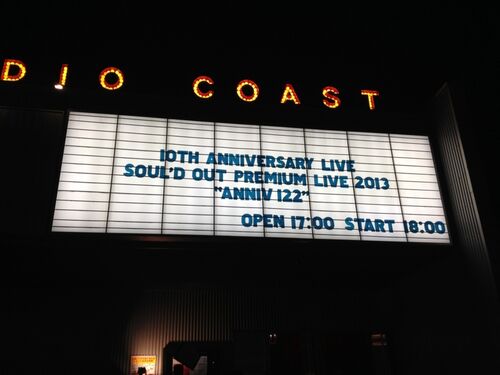 DIO COAST
10TH ANNIVERSARY LIVE
SOUL'D OUT PREMIUM LIVE 2013
"ANNIV 122"
OPEN 17:00 START 18:00